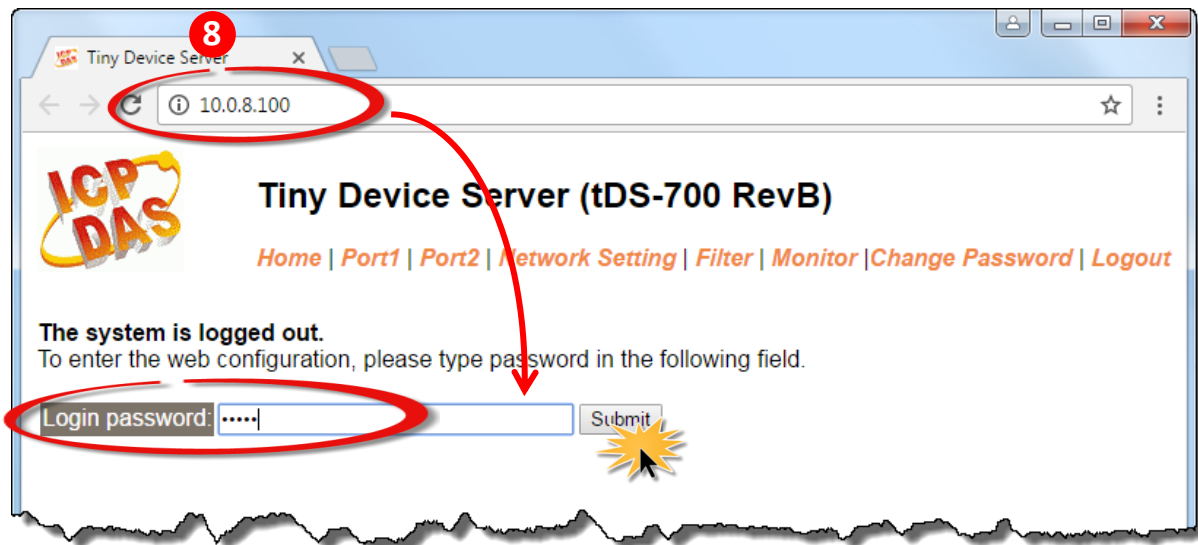 8
Tiny Device Server
10.0.8.100
ICP
DAS
Tiny Device Server (tDS-700 RevB)
Home | Port1 | Port2 | Network Setting | Filter | Monitor |Change Password | Logout
The system is logged out.
To enter the web configuration, please type password in the following field.
Login password: ••••• Submit